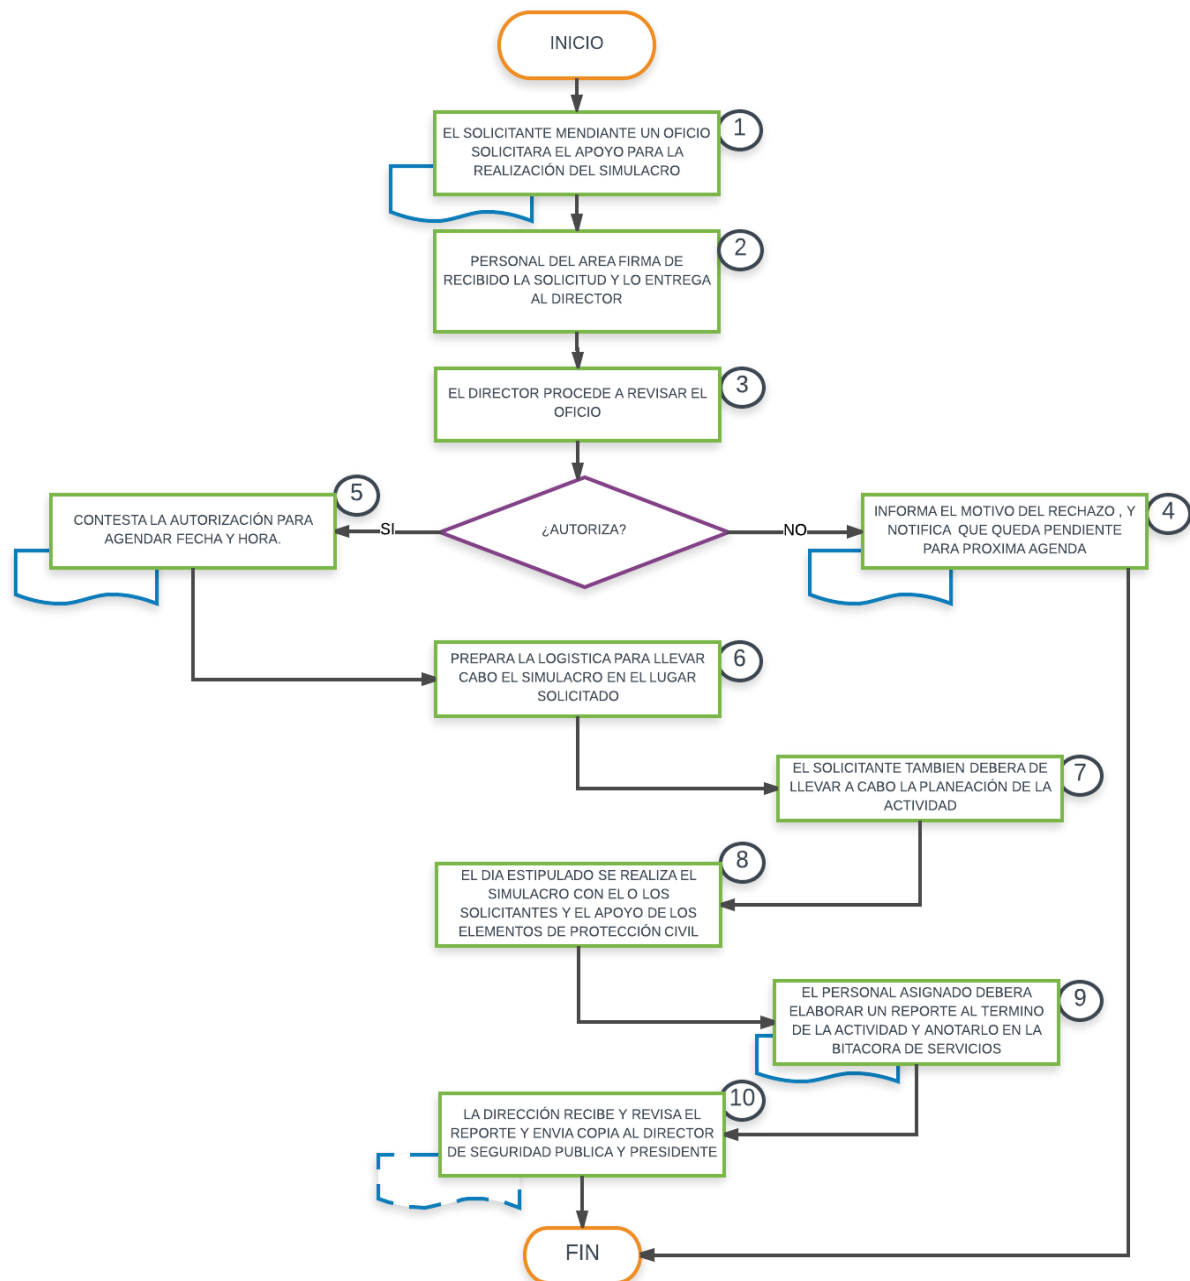 INICIO
1
EL SOLICITANTE MENDIANTE UN OFICIO
SOLICITARA EL APOYO PARA LA
REALIZACIÓN DEL SIMULACRO
2
PERSONAL DEL AREA FIRMA DE
RECIBIDO LA SOLICITUD Y LO ENTREGA
AL DIRECTOR
3
EL DIRECTOR PROCEDE A REVISAR EL
OFICIO
¿AUTORIZA?
SI
5
CONTESTA LA AUTORIZACIÓN PARA
AGENDAR FECHA Y HORA.
NO
4
INFORMA EL MOTIVO DEL RECHAZO , Y
NOTIFICA QUE QUEDA PENDIENTE
PARA PROXIMA AGENDA
6
PREPARA LA LOGISTICA PARA LLEVAR
CABO EL SIMULACRO EN EL LUGAR
SOLICITADO
7
EL SOLICITANTE TAMBIEN DEBERA DE
LLEVAR A CABO LA PLANEACIÓN DE LA
ACTIVIDAD
8
EL DIA ESTIPULADO SE REALIZA EL
SIMULACRO CON EL O LOS
SOLICITANTES Y EL APOYO DE LOS
ELEMENTOS DE PROTECCIÓN CIVIL
9
EL PERSONAL ASIGNADO DEBERA
ELABORAR UN REPORTE AL TERMINO
DE LA ACTIVIDAD Y ANOTARLO EN LA
BITACORA DE SERVICIOS
10
LA DIRECCIÓN RECIBE Y REVISA EL
REPORTE Y ENVIA COPIA AL DIRECTOR
DE SEGURIDAD PUBLICA Y PRESIDENTE
FIN